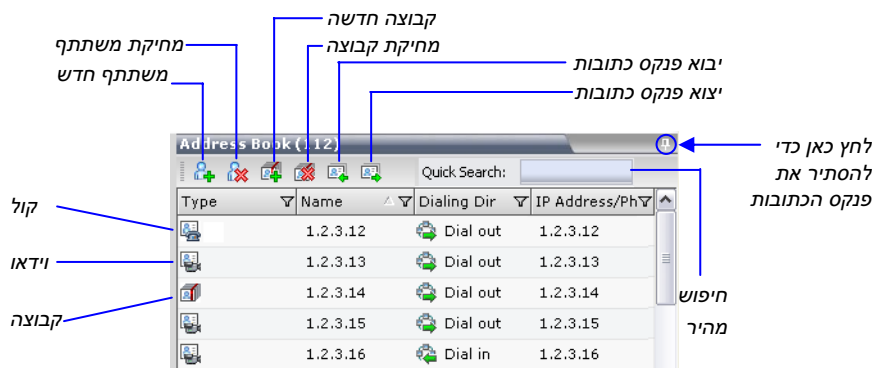 קבוצה חדשה
מחיקת משתתף
מחיקת קבוצה
משתתף חדש
יבוא פנקס כתובות
יצוא פנקס כתובות
Address Book (112)
Quick Search:
לחץ כאן כדי
להסתיר את
פנקס הכתובות
Type Name Dialing Dir IP Address/Ph
קול
1.2.3.12 Dial out 1.2.3.12
וידאו
1.2.3.13 Dial out 1.2.3.13
קבוצה
1.2.3.14 Dial out 1.2.3.14
1.2.3.15 Dial out 1.2.3.15
1.2.3.16 Dial in 1.2.3.16
חיפוש
מהיר